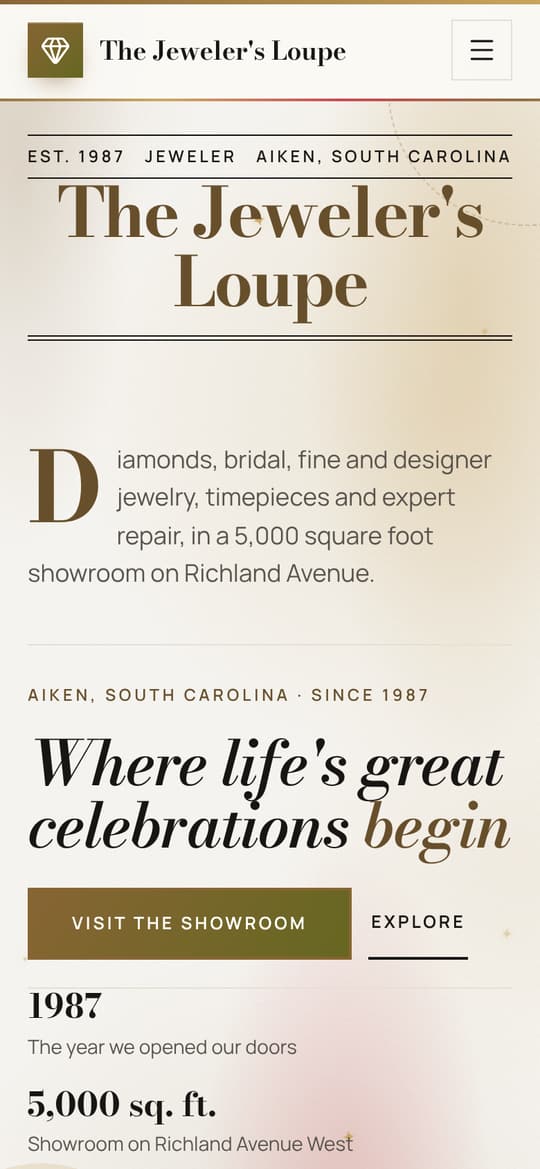 The Jeweler's Loupe
EST. 1987 JEWELER AIKEN, SOUTH CAROLINA
The Jeweler's
Loupe
Diamonds, bridal, fine and designer
jewelry, timepieces and expert
repair, in a 5,000 square foot
showroom on Richland Avenue.
AIKEN, SOUTH CAROLINA · SINCE 1987
Where life's great
celebrations begin
VISIT THE SHOWROOM EXPLORE
1987
The year we opened our doors
5,000 sq. ft.
Showroom on Richland Avenue West